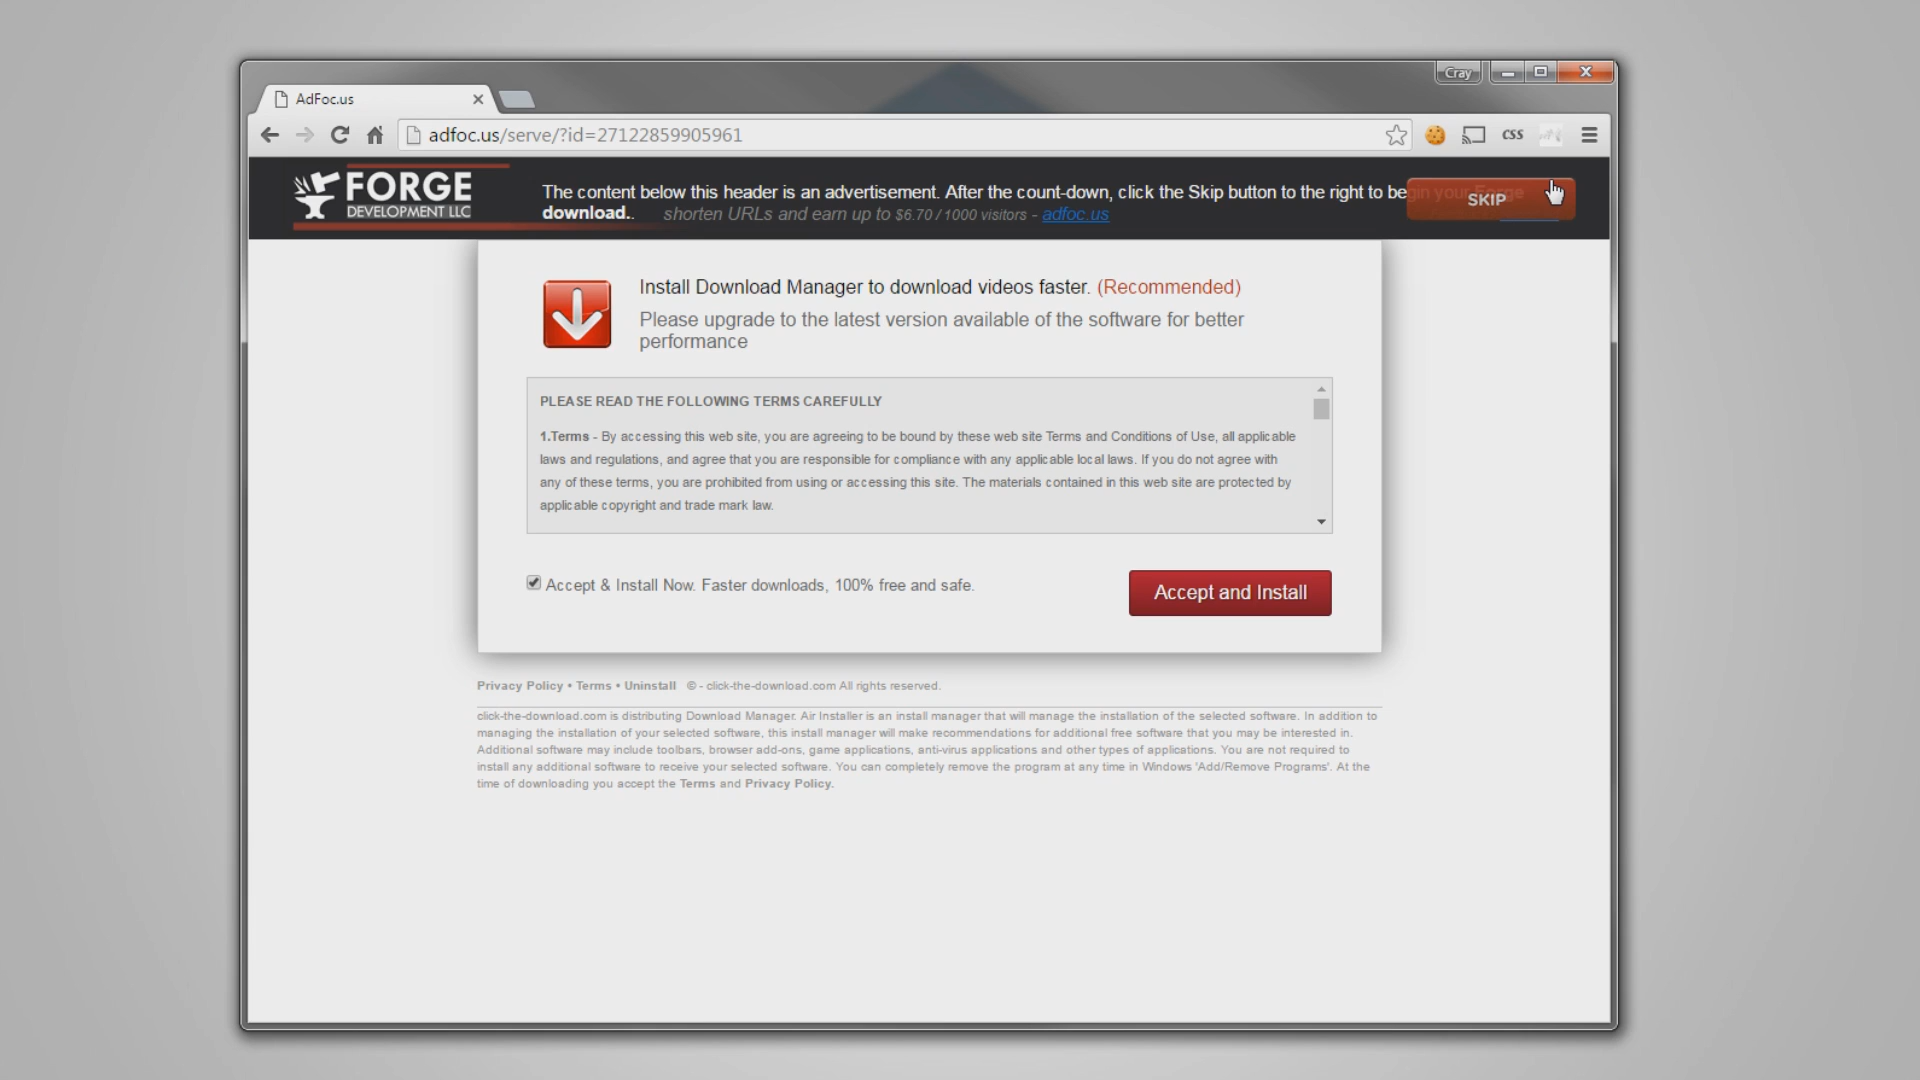 Cray
AdFoc.us
adfoc.us/serve/?id=27122859905961
css
FORGE
DEVELOPMENT LLC
The content below this header is an advertisement. After the count-down, click the Skip button to the right to begin your Forge
download.. shorten URLs and earn up to $6.70 / 1000 visitors - adfoc.us
SKIP
Install Download Manager to download videos faster. (Recommended)
Please upgrade to the latest version available of the software for better
performance
PLEASE READ THE FOLLOWING TERMS CAREFULLY
1.Terms - By accessing this web site, you are agreeing to be bound by these web site Terms and Conditions of Use, all applicable
laws and regulations, and agree that you are responsible for compliance with any applicable local laws. If you do not agree with
any of these terms, you are prohibited from using or accessing this site. The materials contained in this web site are protected by
applicable copyright and trade mark law.
Accept & Install Now. Faster downloads, 100% free and safe.
Accept and Install
Privacy Policy • Terms • Uninstall © - click-the-download.com All rights reserved.
click-the-download.com is distributing Download Manager. Air Installer is an install manager that will manage the installation of the selected software. In addition to
managing the installation of your selected software, this install manager will make recommendations for additional free software that you may be interested in.
Additional software may include toolbars, browser add-ons, game applications, anti-virus applications and other types of applications. You are not required to
install any additional software to receive your selected software. You can completely remove the program at any time in Windows 'Add/Remove Programs'. At the
time of downloading you accept the Terms and Privacy Policy.